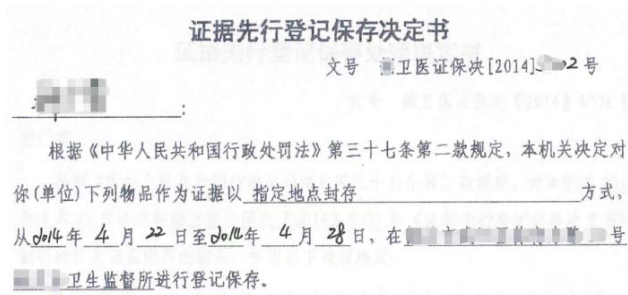 证据先行登记保存决定书
文号 卫医证保决[2014]2号
:
根据《中华人民共和国行政处罚法》第三十七条第二款规定，本机关决定对
你(单位)下列物品作为证据以 指定地点封存 方式，
从2014年4月22日至2014年4月28日，在 号
卫生监督所进行登记保存。